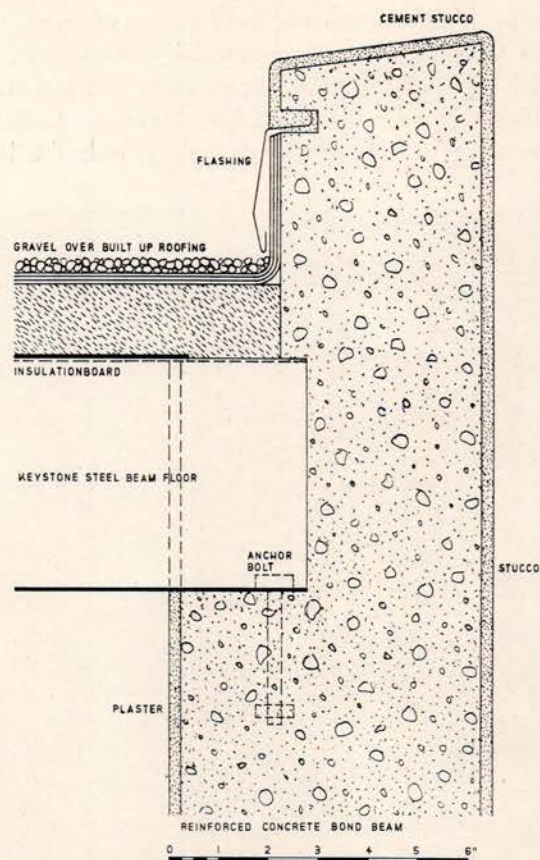 CEMENT STUCCO
FLASHING
GRAVEL OVER BUILT UP ROOFING
INSULATIONBOARD
KEYSTONE STEEL BEAM FLOOR
ANCHOR
BOLT
STUCCO
PLASTER
REINFORCED CONCRETE BOND BEAM
0 1 2 3 4 5 6"